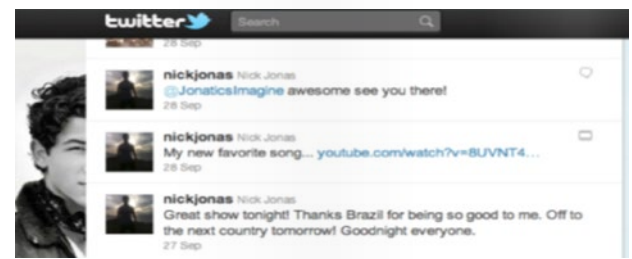 twitter
Search
28 Sep
nickjonas Nick Jonas
@JonaticsImagine awesome see you there!
28 Sep
nickjonas Nick Jonas
My new favorite song... youtube.com/watch?v=8UVNT4...
28 Sep
nickjonas Nick Jonas
Great show tonight! Thanks Brazil for being so good to me. Off to
the next country tomorrow! Goodnight everyone.
27 Sep